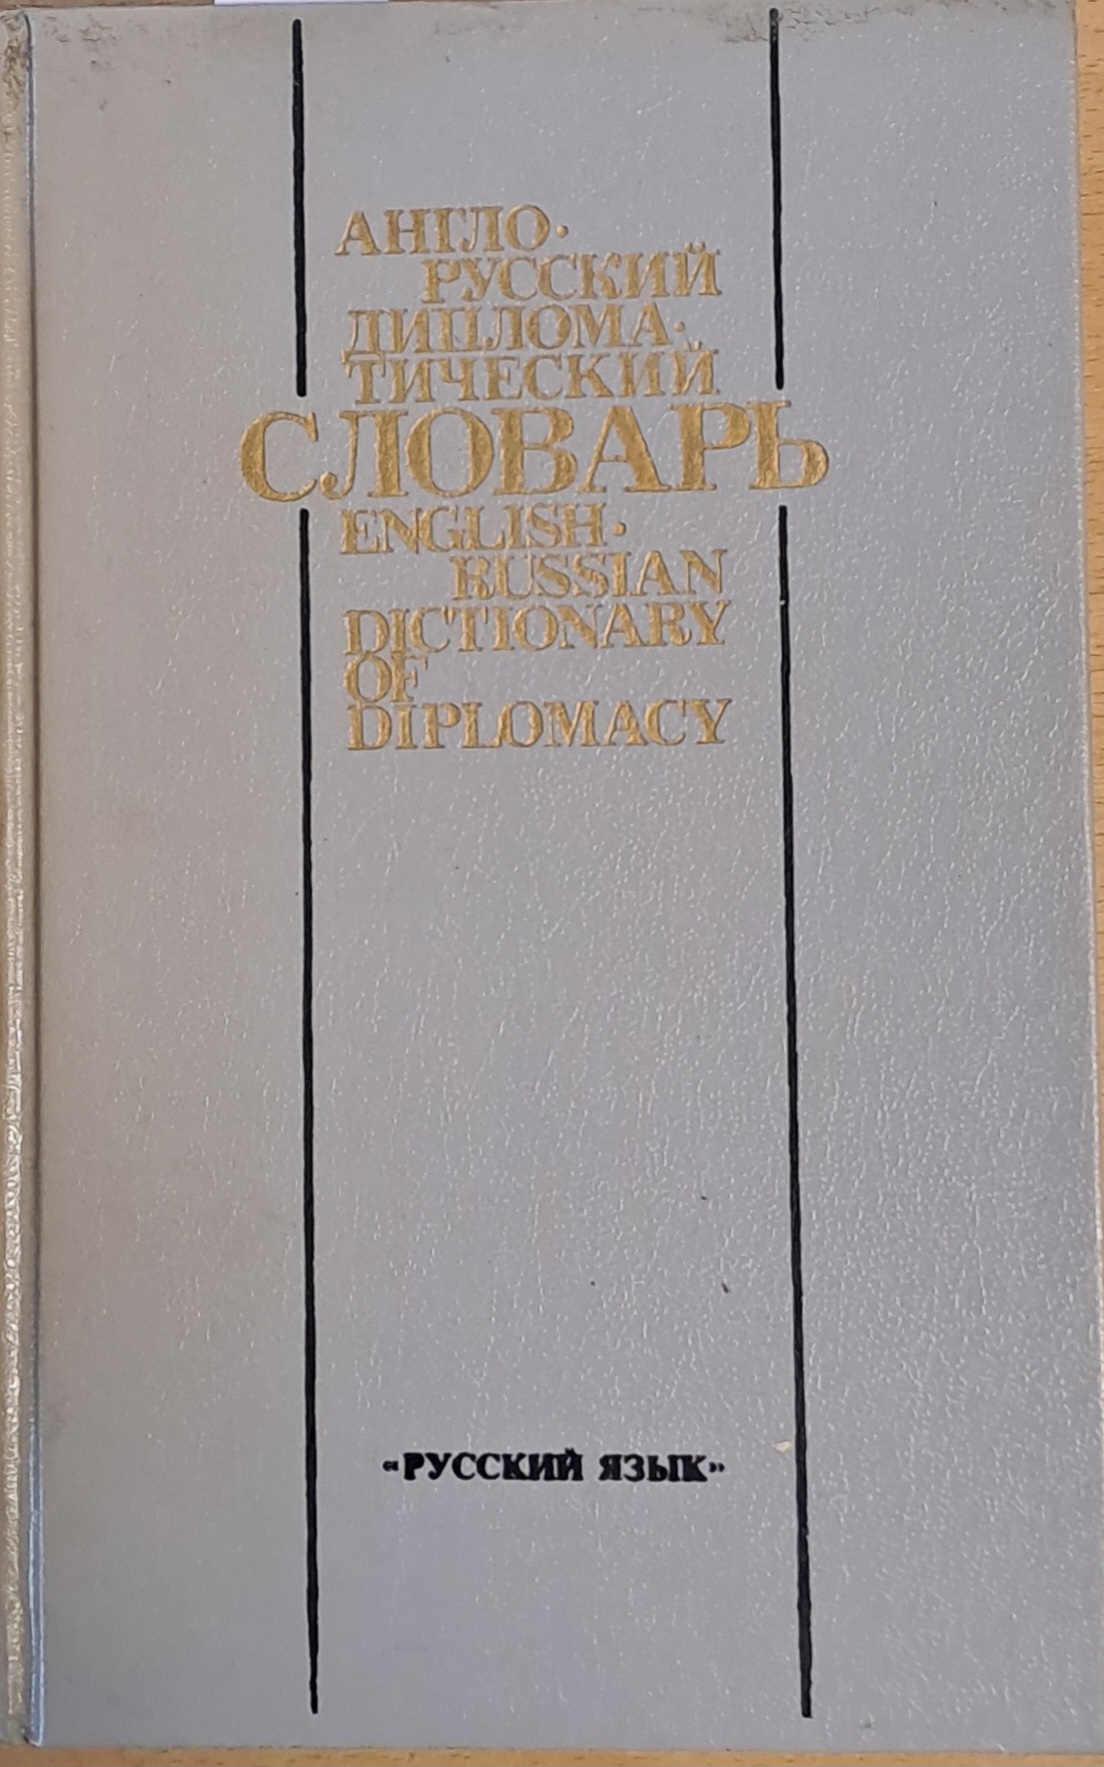 АНГЛО-
РУССКИЙ
ДИПЛОМА-
ТИЧЕСКИЙ
СЛОВАРЬ
ENGLISH-
RUSSIAN
DICTIONARY
OF
DIPLOMACY
«РУССКИЙ ЯЗЫК»